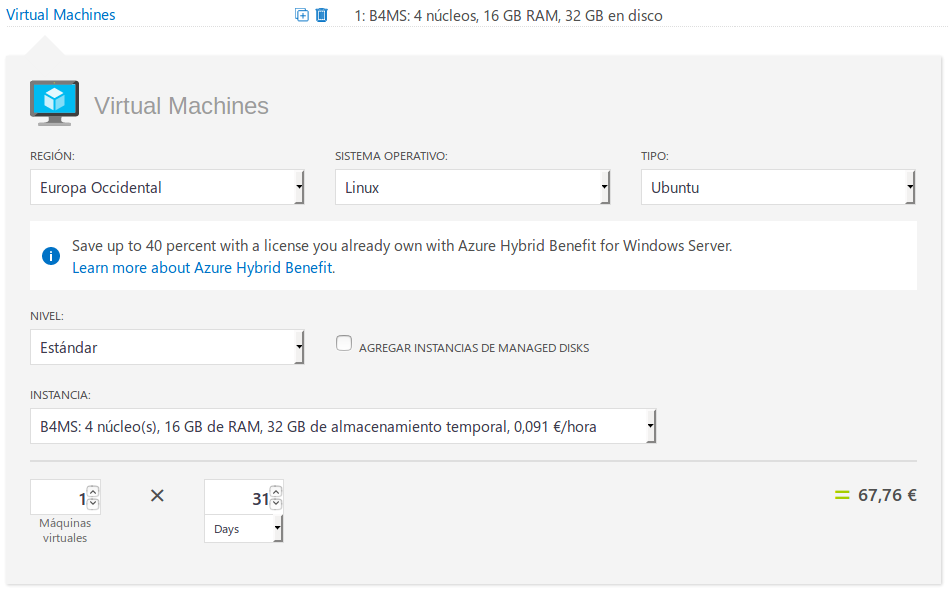 Virtual Machines
1: B4MS: 4 núcleos, 16 GB RAM, 32 GB en disco
Virtual Machines
REGIÓN:
SISTEMA OPERATIVO:
TIPO:
Europa Occidental
Linux
Ubuntu
Save up to 40 percent with a license you already own with Azure Hybrid Benefit for Windows Server.
Learn more about Azure Hybrid Benefit.
NIVEL:
Estándar
AGREGAR INSTANCIAS DE MANAGED DISKS
INSTANCIA:
B4MS: 4 núcleo(s), 16 GB de RAM, 32 GB de almacenamiento temporal, 0,091 €/hora
1
×
31
= 67,76 €
Máquinas
virtuales
Days